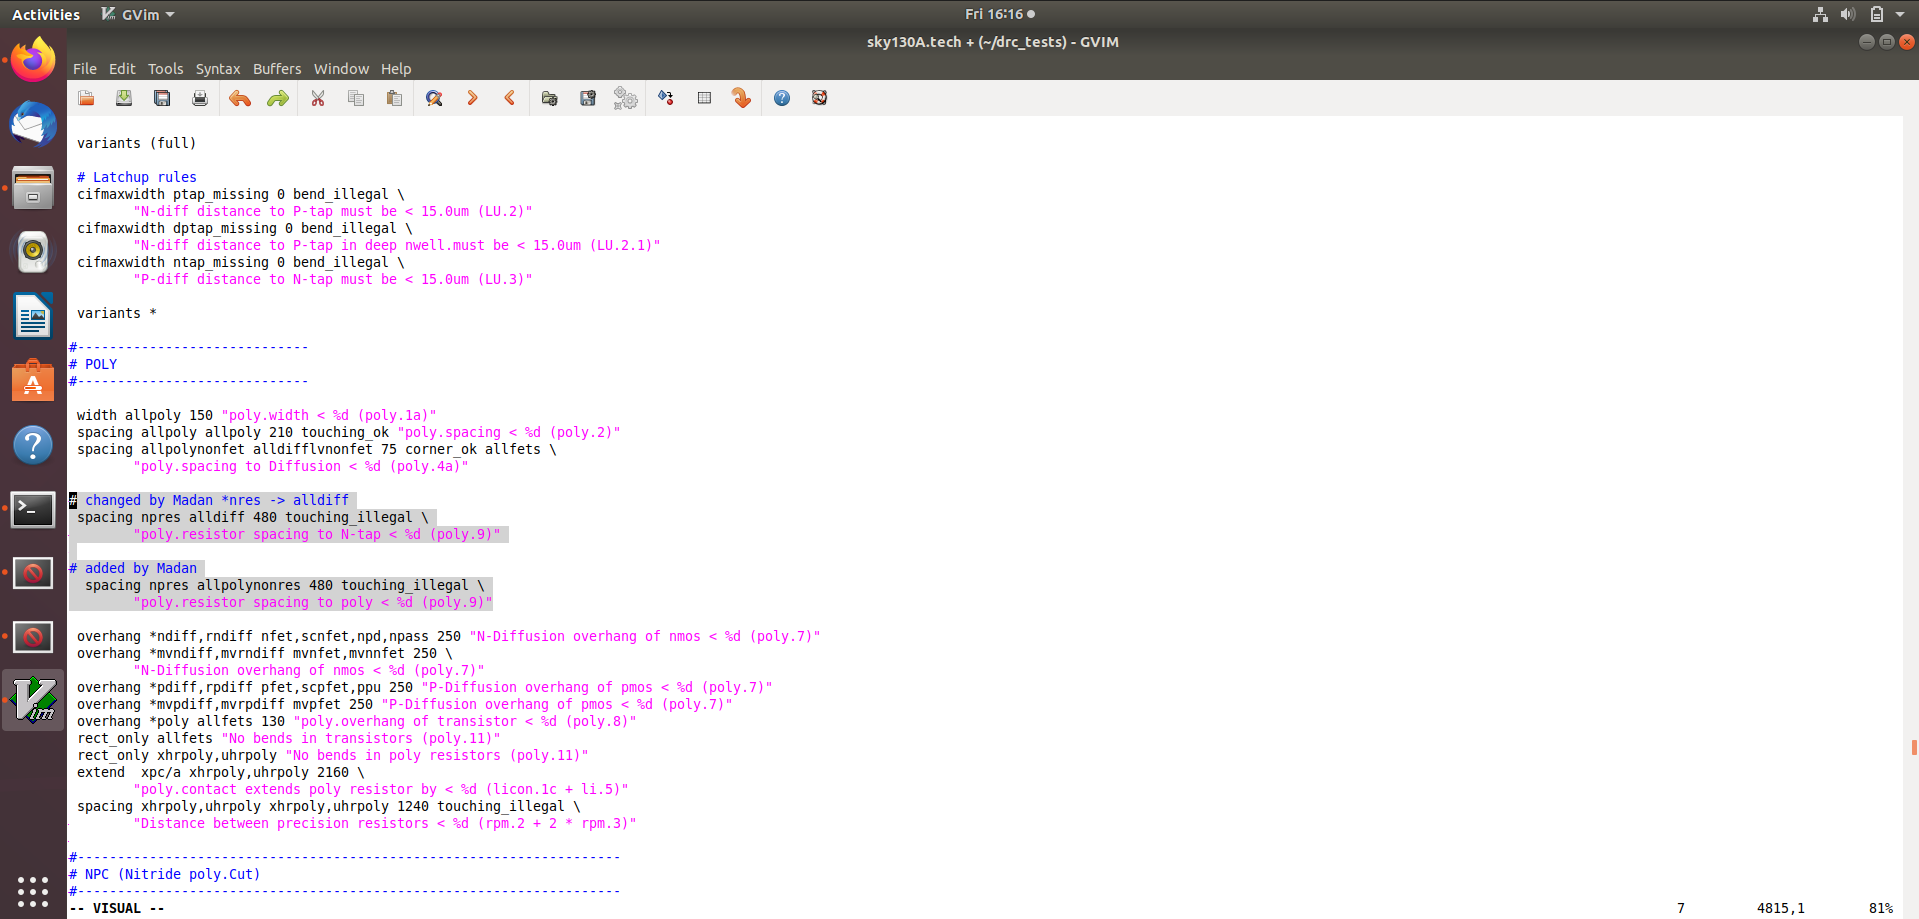 Activities GVim Fri 16:16
sky130A.tech + (~/drc_tests) - GVIM
File Edit Tools Syntax Buffers Window Help
variants (full)
# Latchup rules
cifmaxwidth ptap_missing 0 bend_illegal \
"N-diff distance to P-tap must be < 15.0um (LU.2)"
cifmaxwidth dptap_missing 0 bend_illegal \
"N-diff distance to P-tap in deep nwell.must be < 15.0um (LU.2.1)"
cifmaxwidth ntap_missing 0 bend_illegal \
"P-diff distance to N-tap must be < 15.0um (LU.3)"
variants *
#-----------------------------
# POLY
#-----------------------------
width allpoly 150 "poly.width < %d (poly.1a)"
spacing allpoly allpoly 210 touching_ok "poly.spacing < %d (poly.2)"
spacing allpolynonfet alldifflvnonfet 75 corner_ok allfets \
"poly.spacing to Diffusion < %d (poly.4a)"
# changed by Madan *nres -> alldiff
spacing npres alldiff 480 touching_illegal \
"poly.resistor spacing to N-tap < %d (poly.9)"
# added by Madan
spacing npres allpolynonres 480 touching_illegal \
"poly.resistor spacing to poly < %d (poly.9)"
overhang *ndiff,rndiff nfet,scnfet,npd,npass 250 "N-Diffusion overhang of nmos < %d (poly.7)"
overhang *mvndiff,mvrndiff mvnfet,mvnnfet 250 \
"N-Diffusion overhang of nmos < %d (poly.7)"
overhang *pdiff,rpdiff pfet,scpfet,ppu 250 "P-Diffusion overhang of pmos < %d (poly.7)"
overhang *mvpdiff,mvrpdiff mvpfet 250 "P-Diffusion overhang of pmos < %d (poly.7)"
overhang *poly allfets 130 "poly.overhang of transistor < %d (poly.8)"
rect_only allfets "No bends in transistors (poly.11)"
rect_only xhrpoly,uhrpoly "No bends in poly resistors (poly.11)"
extend  xpc/a xhrpoly,uhrpoly 2160 \
"poly.contact extends poly resistor by < %d (licon.1c + li.5)"
spacing xhrpoly,uhrpoly xhrpoly,uhrpoly 1240 touching_illegal \
"Distance between precision resistors < %d (rpm.2 + 2 * rpm.3)"
#--------------------------------------------------------------------
# NPC (Nitride poly.Cut)
#--------------------------------------------------------------------
-- VISUAL -- 7 4815,1 81%